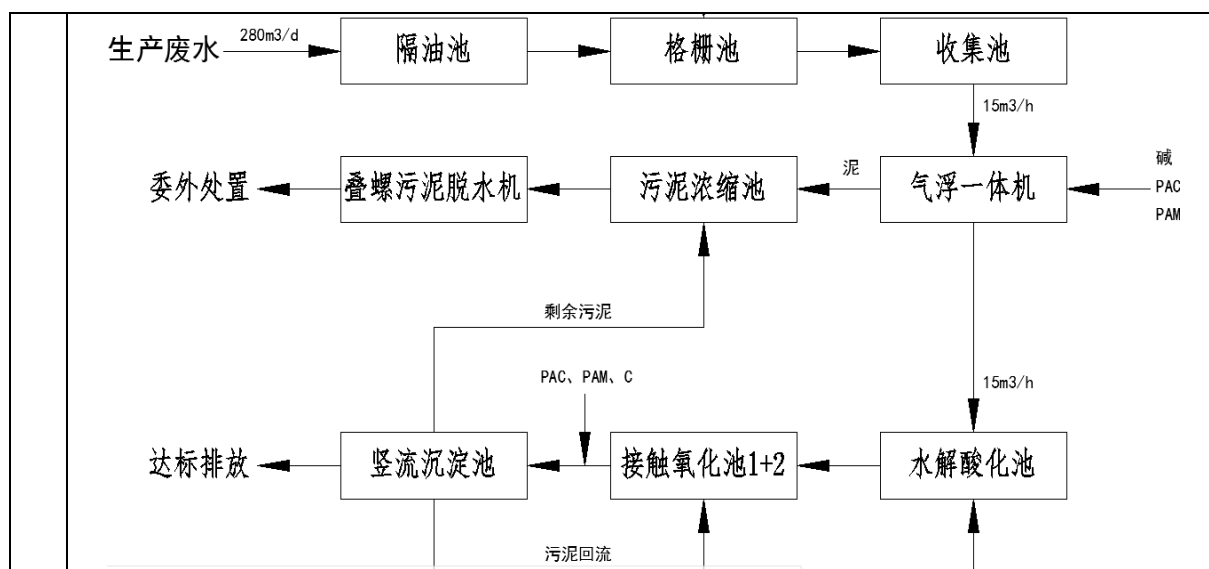 生产废水
280m3/d
隔油池
格栅池
收集池
15m3/h
委外处置
叠螺污泥脱水机
污泥浓缩池
泥
气浮一体机
碱
PAC
PAM
剩余污泥
PAC、PAM、C
15m3/h
达标排放
竖流沉淀池
接触氧化池1+2
水解酸化池
污泥回流